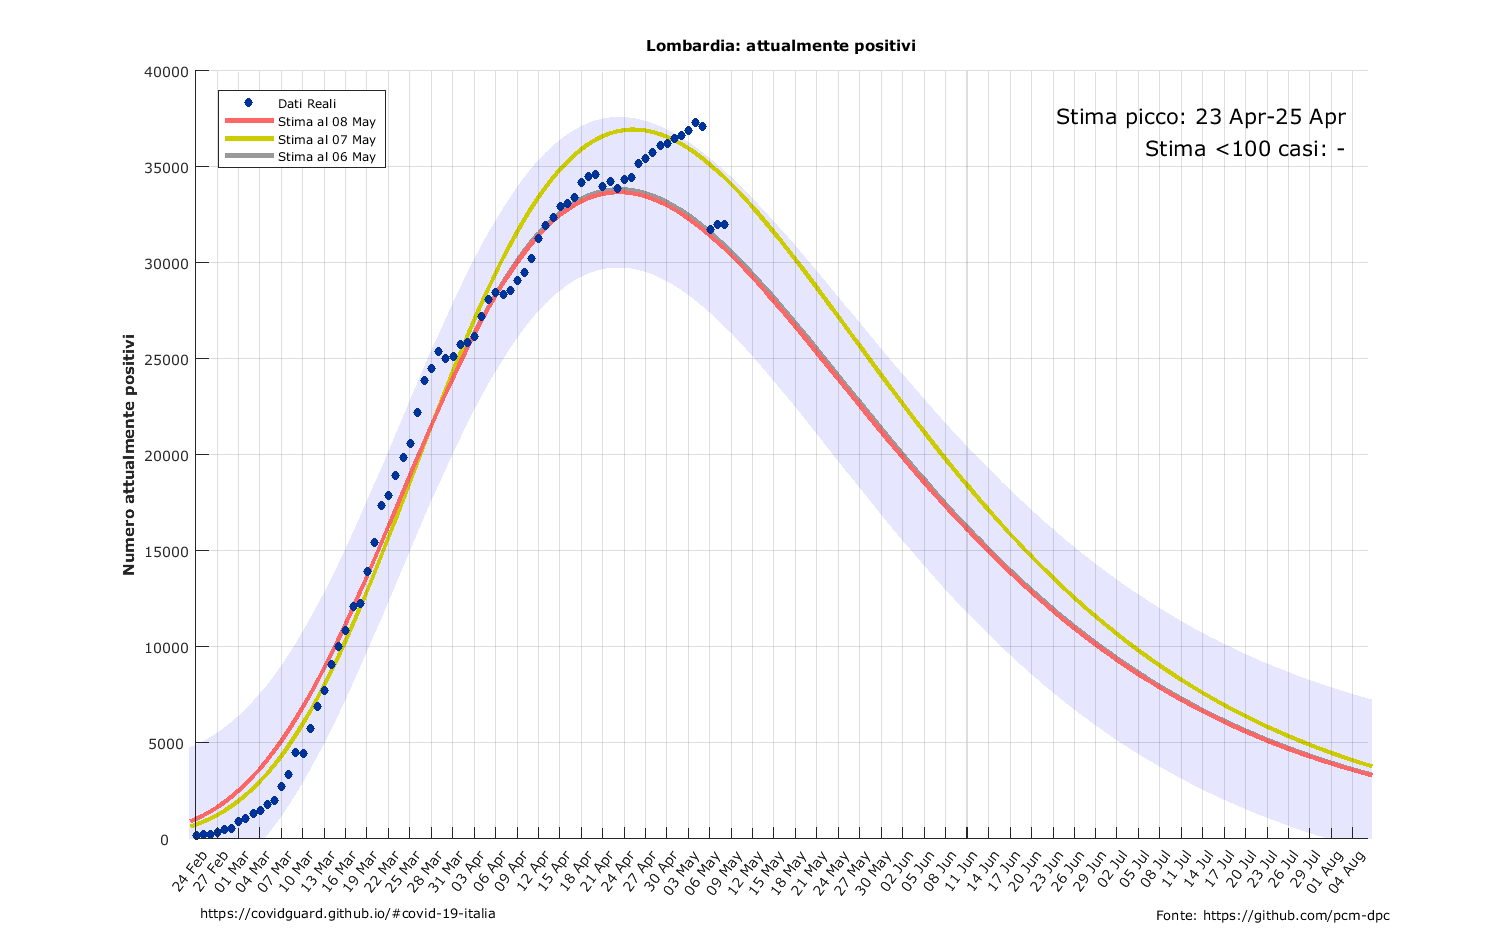 Lombardia: attualmente positivi
40000
35000
30000
25000
20000
15000
10000
5000
0
Numero attualmente positivi
Dati Reali
Stima al 08 May
Stima al 07 May
Stima al 06 May
Stima picco: 23 Apr-25 Apr
Stima <100 casi: -
24 Feb
27 Feb
01 Mar
04 Mar
07 Mar
10 Mar
13 Mar
16 Mar
19 Mar
22 Mar
25 Mar
28 Mar
31 Mar
03 Apr
06 Apr
09 Apr
12 Apr
15 Apr
18 Apr
21 Apr
24 Apr
27 Apr
30 Apr
03 May
06 May
09 May
12 May
15 May
18 May
21 May
24 May
27 May
30 May
02 Jun
05 Jun
08 Jun
11 Jun
14 Jun
17 Jun
20 Jun
23 Jun
26 Jun
29 Jun
02 Jul
05 Jul
08 Jul
11 Jul
14 Jul
17 Jul
20 Jul
23 Jul
26 Jul
29 Jul
01 Aug
04 Aug
https://covidguard.github.io/#covid-19-italia
Fonte: https://github.com/pcm-dpc